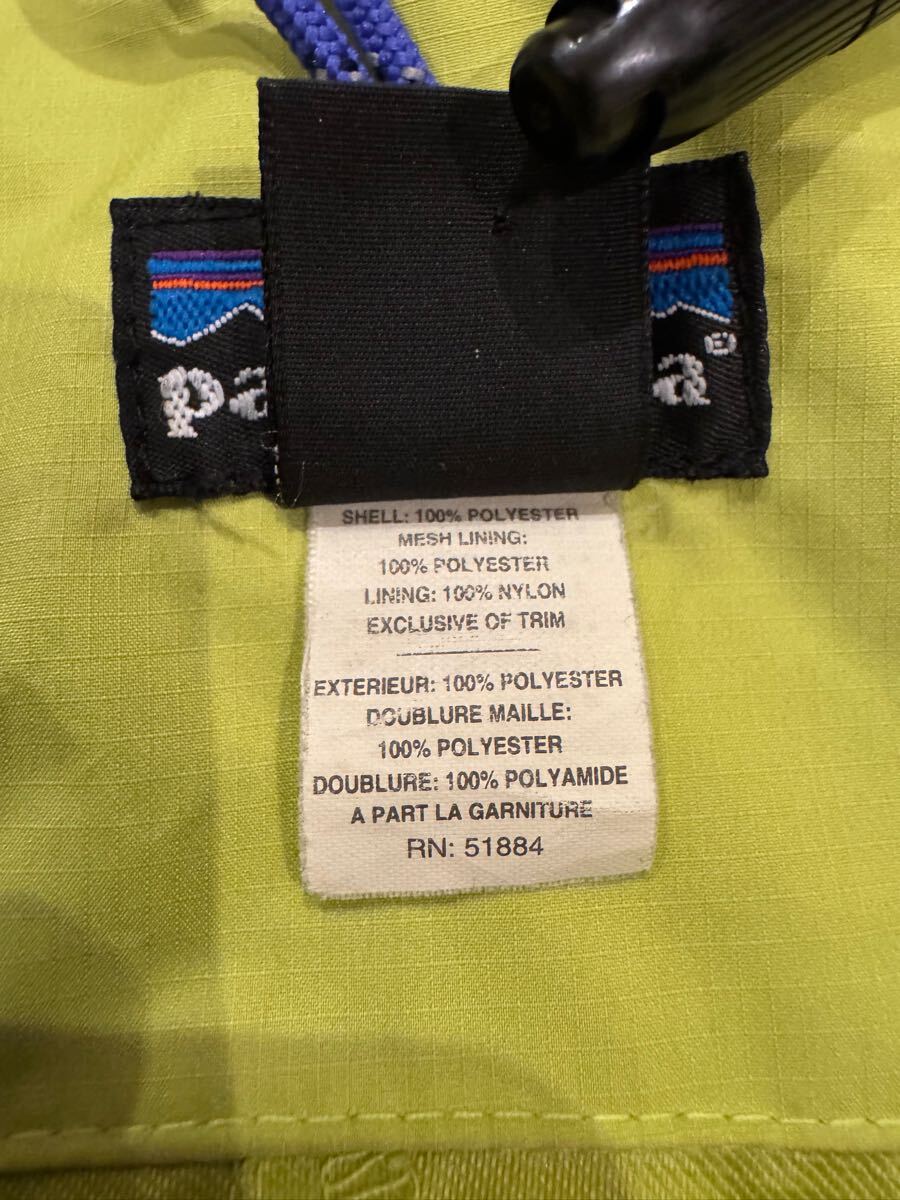 Pa
a®
SHELL: 100% POLYESTER
MESH LINING:
100% POLYESTER
LINING: 100% NYLON
EXCLUSIVE OF TRIM
EXTERIEUR: 100% POLYESTER
DOUBLURE MAILLE:
100% POLYESTER
DOUBLURE: 100% POLYAMIDE
A PART LA GARNITURE
RN: 51884